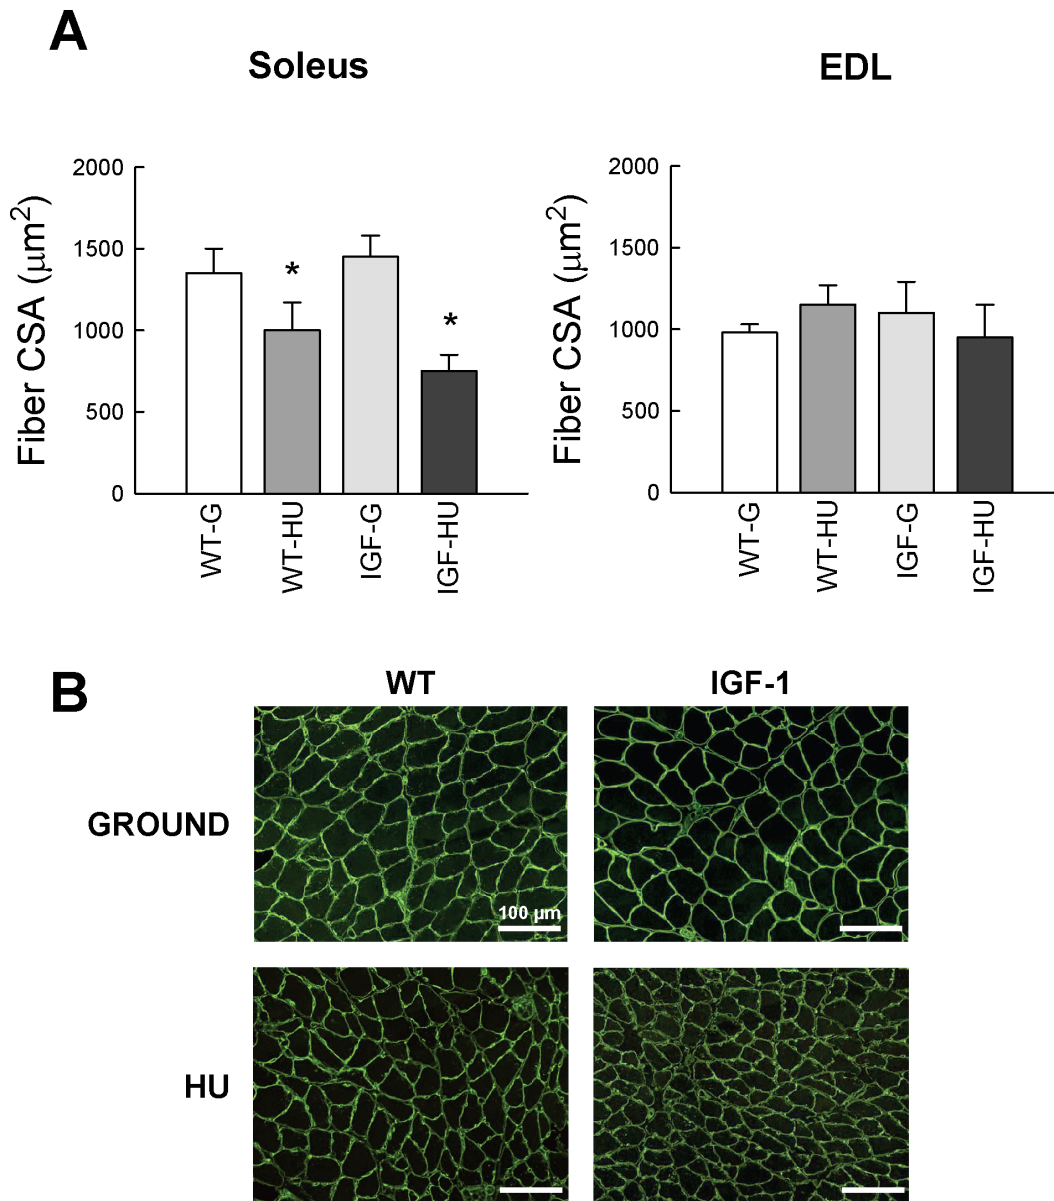 A
Soleus
EDL
Fiber CSA (μm²)
2000
1500
1000
500
0
WT-G
WT-HU
*
IGF-G
IGF-HU
*
Fiber CSA (μm²)
2000
1500
1000
500
0
WT-G
WT-HU
IGF-G
IGF-HU
B
WT
IGF-1
GROUND
100 μm
HU